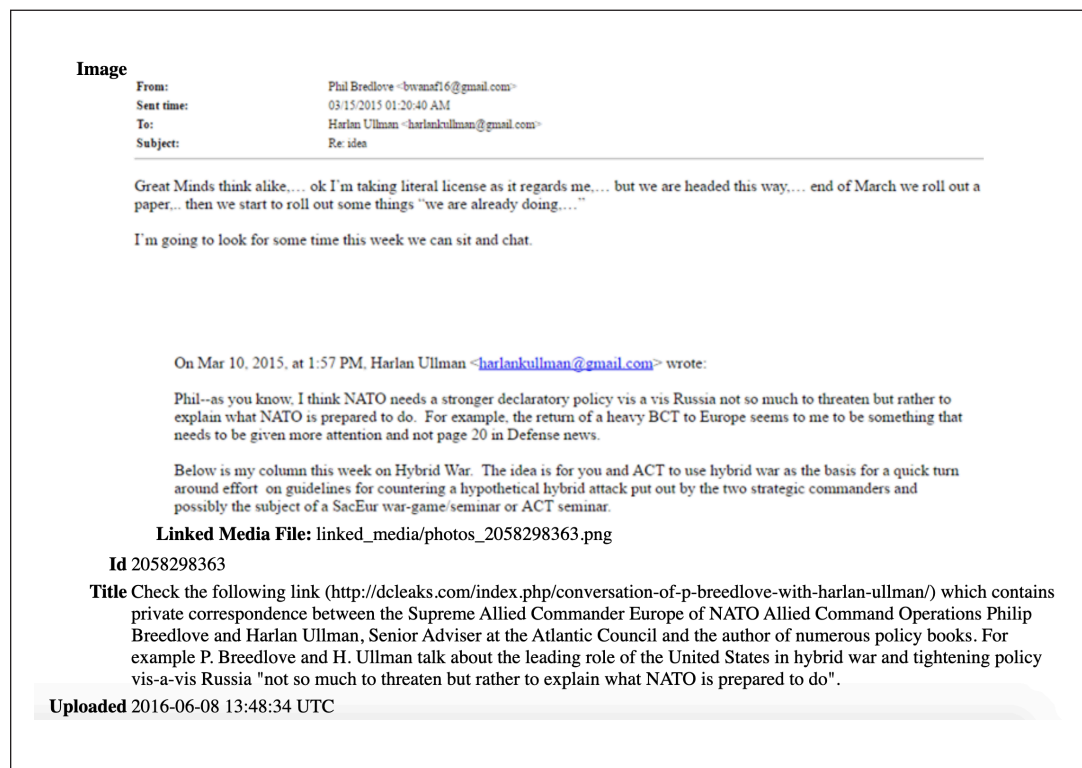 Image
From: Phil Bredlove <bwanaf16@gmail.com>
Sent time: 03/15/2015 01:20:40 AM
To: Harlan Ullman <harlankullman@gmail.com>
Subject: Re: idea
Great Minds think alike,… ok I'm taking literal license as it regards me,… but we are headed this way,… end of March we roll out a
paper,.. then we start to roll out some things “we are already doing,…”
I'm going to look for some time this week we can sit and chat.
On Mar 10, 2015, at 1:57 PM, Harlan Ullman <harlankullman@gmail.com> wrote:
Phil--as you know, I think NATO needs a stronger declaratory policy vis a vis Russia not so much to threaten but rather to
explain what NATO is prepared to do. For example, the return of a heavy BCT to Europe seems to me to be something that
needs to be given more attention and not page 20 in Defense news.
Below is my column this week on Hybrid War. The idea is for you and ACT to use hybrid war as the basis for a quick turn
around effort on guidelines for countering a hypothetical hybrid attack put out by the two strategic commanders and
possibly the subject of a SacEur war-game/seminar or ACT seminar.
Linked Media File: linked_media/photos_2058298363.png
Id 2058298363
Title Check the following link (http://dcleaks.com/index.php/conversation-of-p-breedlove-with-harlan-ullman/) which contains
private correspondence between the Supreme Allied Commander Europe of NATO Allied Command Operations Philip
Breedlove and Harlan Ullman, Senior Adviser at the Atlantic Council and the author of numerous policy books. For
example P. Breedlove and H. Ullman talk about the leading role of the United States in hybrid war and tightening policy
vis-a-vis Russia "not so much to threaten but rather to explain what NATO is prepared to do".
Uploaded 2016-06-08 13:48:34 UTC